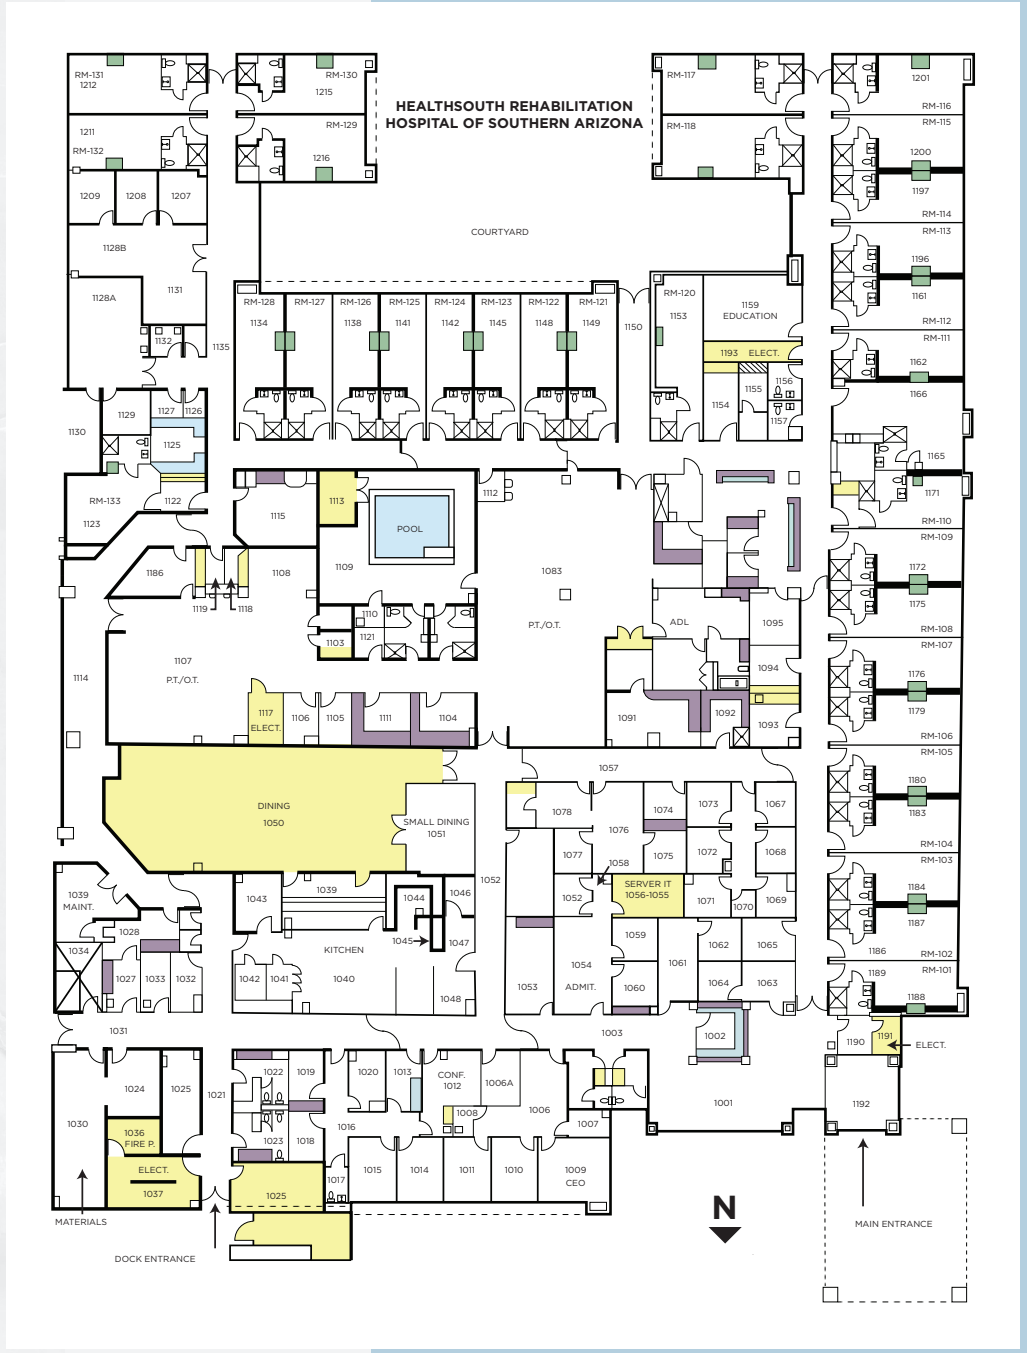 HEALTHSOUTH REHABILITATION
HOSPITAL OF SOUTHERN ARIZONA
RM-131
1212
RM-130
1215
RM-117
1201
RM-116
1211
RM-132
RM-129
1216
RM-118
RM-115
1200
1209
1208
1207
1197
RM-114
COURTYARD
RM-113
1128B
1196
1128A
1131
1161
RM-112
RM-128
1134
RM-127
RM-126
1138
RM-125
1141
RM-124
1142
RM-123
1145
RM-122
1148
RM-121
1149
1150
RM-120
1153
1159
EDUCATION
1132
1135
1193 ELECT.
RM-111
1162
1166
1154
1155
1156
1157
1130
1129
1127
1126
1125
1165
1171
RM-110
RM-133
1123
1122
1115
1113
POOL
1112
RM-109
1186
1108
1109
1083
P.T./O.T.
1172
1175
RM-108
1119
1118
1110
1121
1103
ADL
1095
1094
RM-107
1114
1107
P.T./O.T.
1176
1179
RM-106
1117
ELECT.
1106
1105
1111
1104
1091
1092
1093
RM-105
1057
DINING
1050
SMALL DINING
1051
1180
1183
RM-104
1078
1076
1074
1073
1067
1077
1075
1072
1068
RM-103
1039
MAINT.
1043
1039
1044
1046
1052
1058
1052
SERVER IT
1056-1055
1071
1070
1069
1184
1187
1028
1034
1027
1033
1032
KITCHEN
1040
1045
1047
1042
1041
1048
1053
1054
ADMIT.
1059
1060
1061
1062
1065
1064
1063
1186
RM-102
RM-101
1189
1188
1031
1003
1002
1190
1191
ELECT.
1030
1024
1025
1021
1022
1019
1020
1013
CONF.
1012
1006A
1008
1006
1007
1001
1192
1036
FIRE P.
1023
1018
1016
ELECT.
1037
1025
1017
1015
1014
1011
1010
1009
CEO
MATERIALS
DOCK ENTRANCE
N
MAIN ENTRANCE